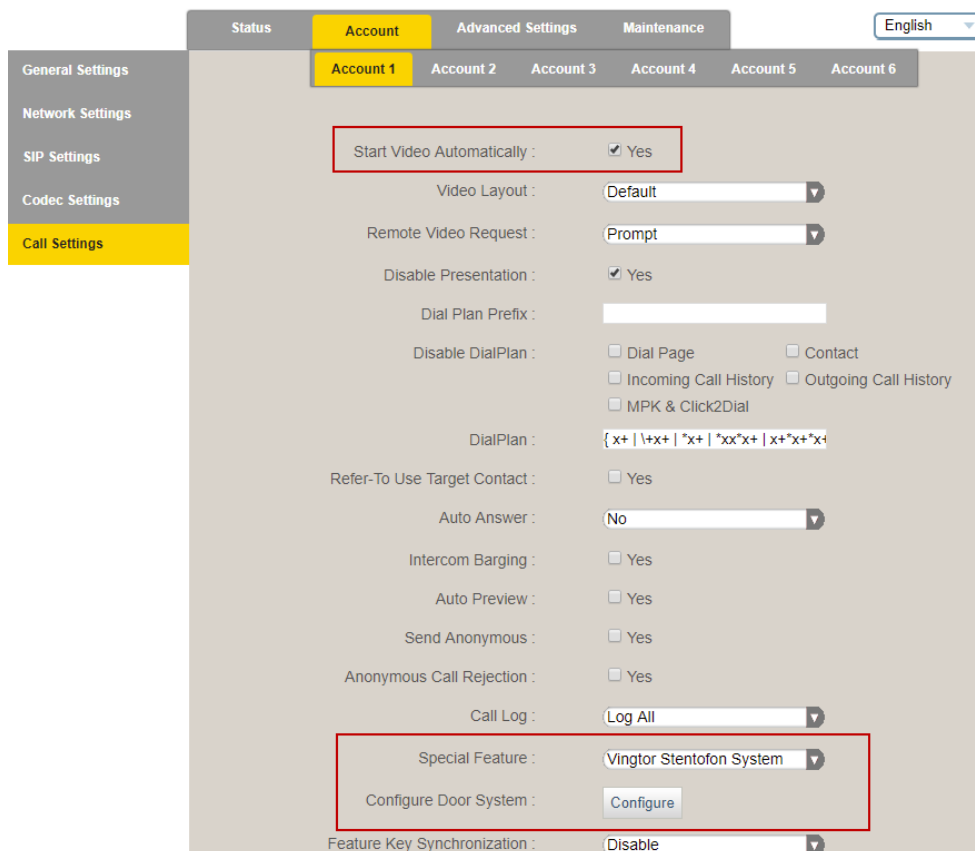 Status Account Advanced Settings Maintenance English
Account 1 Account 2 Account 3 Account 4 Account 5 Account 6
General Settings
Network Settings
SIP Settings
Codec Settings
Call Settings
Start Video Automatically : Yes
Video Layout : Default
Remote Video Request : Prompt
Disable Presentation : Yes
Dial Plan Prefix :
Disable DialPlan : Dial Page Contact
Incoming Call History Outgoing Call History
MPK & Click2Dial
DialPlan : { x+ | \+x+ | *x+ | *xx*x+ | x+*x+*x+
Refer-To Use Target Contact : Yes
Auto Answer : No
Intercom Barging : Yes
Auto Preview : Yes
Send Anonymous : Yes
Anonymous Call Rejection : Yes
Call Log : Log All
Special Feature : Vingtor Stentofon System
Configure Door System : Configure
Feature Key Synchronization : Disable